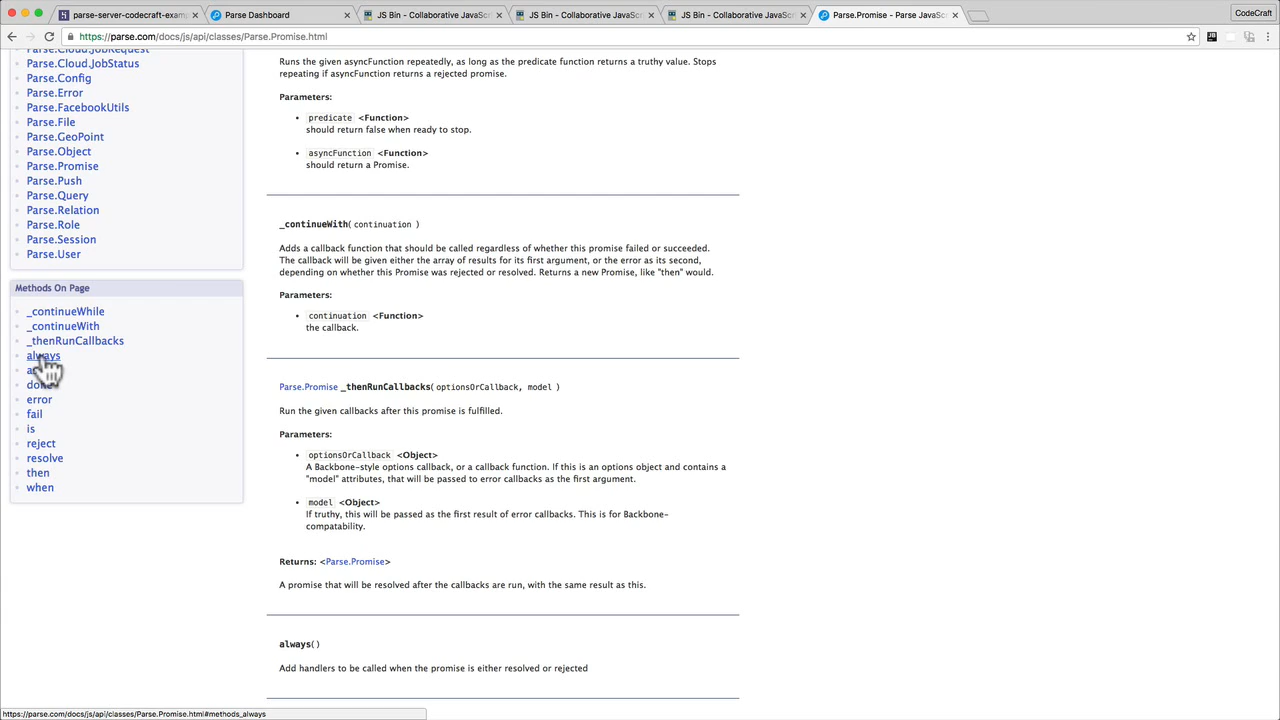 parse-server-codecraft-exam
Parse Dashboard
JS Bin - Collaborative JavaScri
JS Bin - Collaborative JavaScri
JS Bin - Collaborative JavaScri
Parse.Promise - Parse JavaSc
CodeCraft
https://parse.com/docs/js/api/classes/Parse.Promise.html
Parse.Cloud.JobRequest
Parse.Cloud.JobStatus
Parse.Config
Parse.Error
Parse.FacebookUtils
Parse.File
Parse.GeoPoint
Parse.Object
Parse.Promise
Parse.Push
Parse.Query
Parse.Relation
Parse.Role
Parse.Session
Parse.User
Methods On Page
_continueWhile
_continueWith
_thenRunCallbacks
always
error
fail
is
reject
resolve
then
when
Runs the given asyncFunction repeatedly, as long as the predicate function returns a truthy value. Stops
repeating if asyncFunction returns a rejected promise.
Parameters:
predicate <Function>
should return false when ready to stop.
asyncFunction <Function>
should return a Promise.
_continueWith( continuation )
Adds a callback function that should be called regardless of whether this promise failed or succeeded.
The callback will be given either the array of results for its first argument, or the error as its second,
depending on whether this Promise was rejected or resolved. Returns a new Promise, like "then" would.
Parameters:
continuation <Function>
the callback.
Parse.Promise _thenRunCallbacks( optionsOrCallback, model )
Run the given callbacks after this promise is fulfilled.
Parameters:
optionsOrCallback <Object>
A Backbone-style options callback, or a callback function. If this is an options object and contains a
"model" attributes, that will be passed to error callbacks as the first argument.
model <Object>
If truthy, this will be passed as the first result of error callbacks. This is for Backbone-
compatability.
Returns: <Parse.Promise>
A promise that will be resolved after the callbacks are run, with the same result as this.
always()
Add handlers to be called when the promise is either resolved or rejected
https://parse.com/docs/js/api/classes/Parse.Promise.html#methods_always